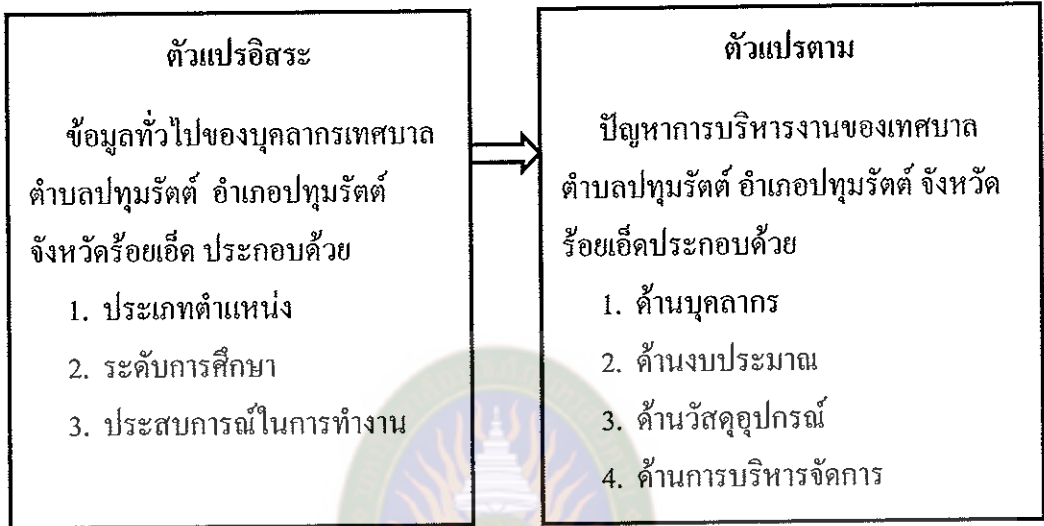 ตัวแปรอิสระ
ข้อมูลทั่วไปของบุคลากรเทศบาล
ตำบลปทุมรัตต์ อำเภอปทุมรัตต์
จังหวัดร้อยเอ็ด ประกอบด้วย
1. ประเภทตำแหน่ง
2. ระดับการศึกษา
3. ประสบการณ์ในการทำงาน
ตัวแปรตาม
ปัญหาการบริหารงานของเทศบาล
ตำบลปทุมรัตต์ อำเภอปทุมรัตต์ จังหวัด
ร้อยเอ็ดประกอบด้วย
1. ด้านบุคลากร
2. ด้านงบประมาณ
3. ด้านวัสดุอุปกรณ์
4. ด้านการบริหารจัดการ